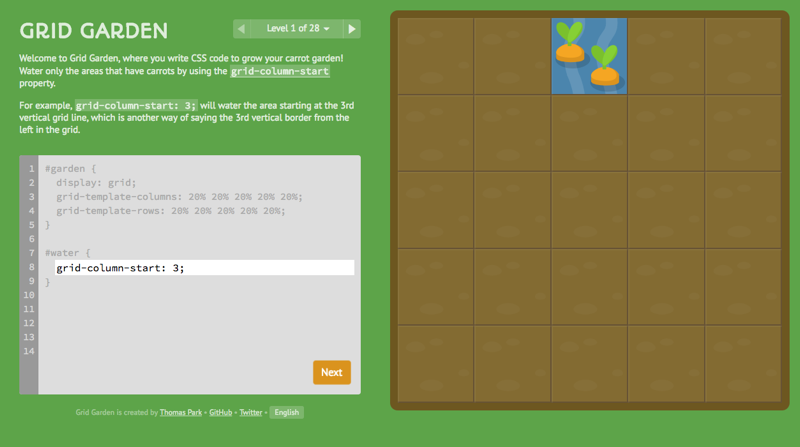 GRID GARDEN
Level 1 of 28
Welcome to Grid Garden, where you write CSS code to grow your carrot garden!
Water only the areas that have carrots by using the grid-column-start
property.
For example, grid-column-start: 3; will water the area starting at the 3rd
vertical grid line, which is another way of saying the 3rd vertical border from the
left in the grid.
1 #garden {
2 display: grid;
3 grid-template-columns: 20% 20% 20% 20% 20%;
4 grid-template-rows: 20% 20% 20% 20% 20%;
5 }
6
7 #water {
8 grid-column-start: 3;
9 }
10
11
12
13
14
Next
Grid Garden is created by Thomas Park • GitHub • Twitter • English